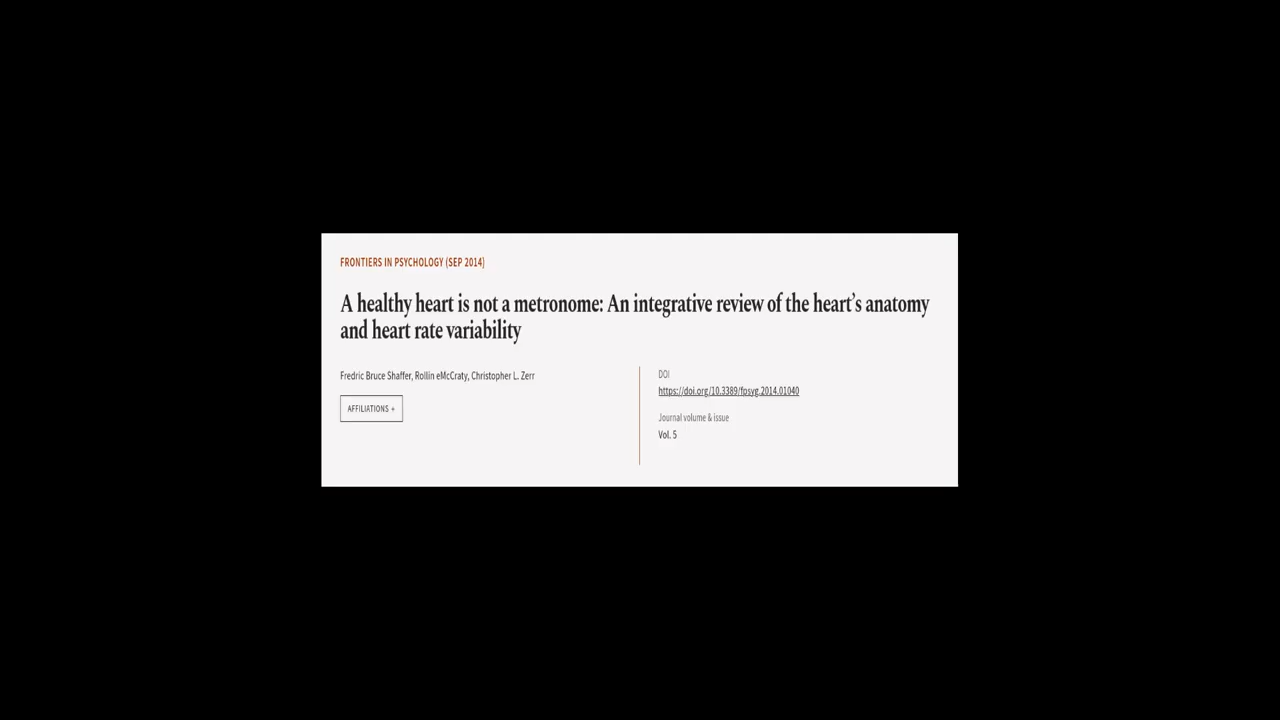 FRONTIERS IN PSYCHOLOGY (SEP 2014)
A healthy heart is not a metronome: An integrative review of the heart's anatomy
and heart rate variability
Fredric Bruce Shaffer, Rollin eMcCraty, Christopher L. Zerr
AFFILIATIONS +
DOI
https://doi.org/10.3389/fpsyg.2014.01040
Journal volume & issue
Vol. 5